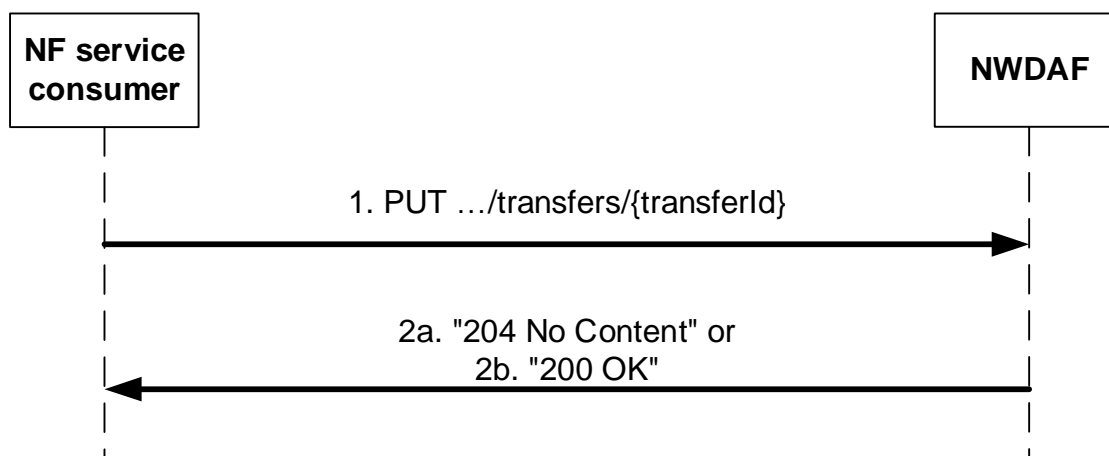 NF service
consumer
NWDAF
1. PUT …/transfers/{transferId}
2a. "204 No Content" or
2b. "200 OK"